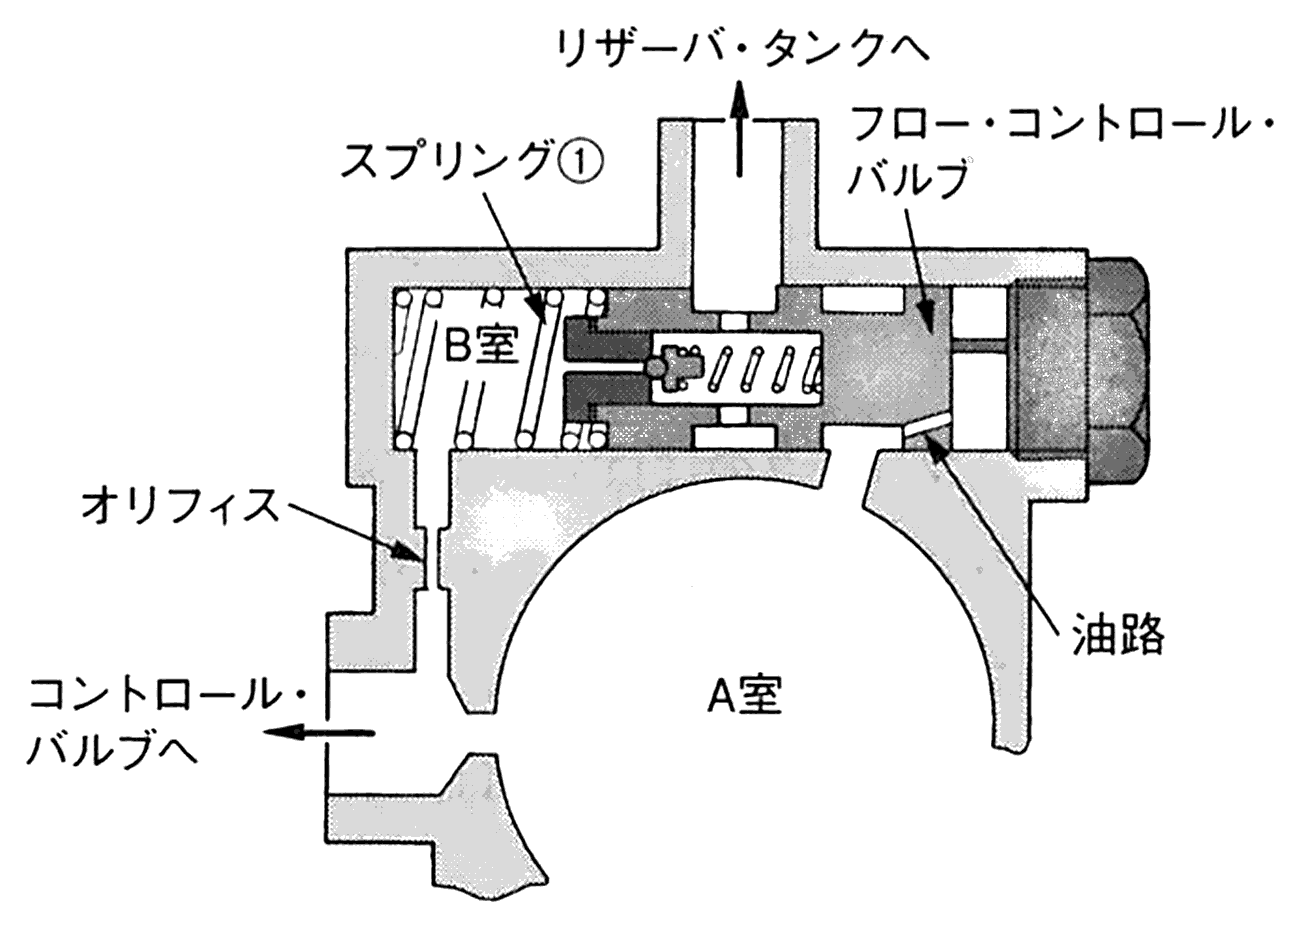 リザーバ・タンクへ
フロー・コントロール・
バルブ
スプリング①
B室
オリフィス
油路
A室
コントロール・
バルブへ